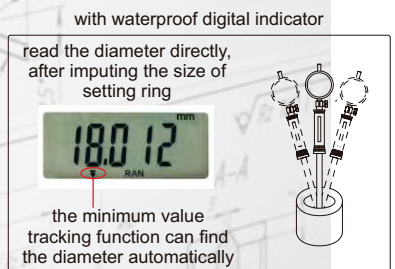 with waterproof digital indicator
read the diameter directly,
after imputing the size of
setting ring
mm
18.012
RAN
the minimum value
tracking function can find
the diameter automatically